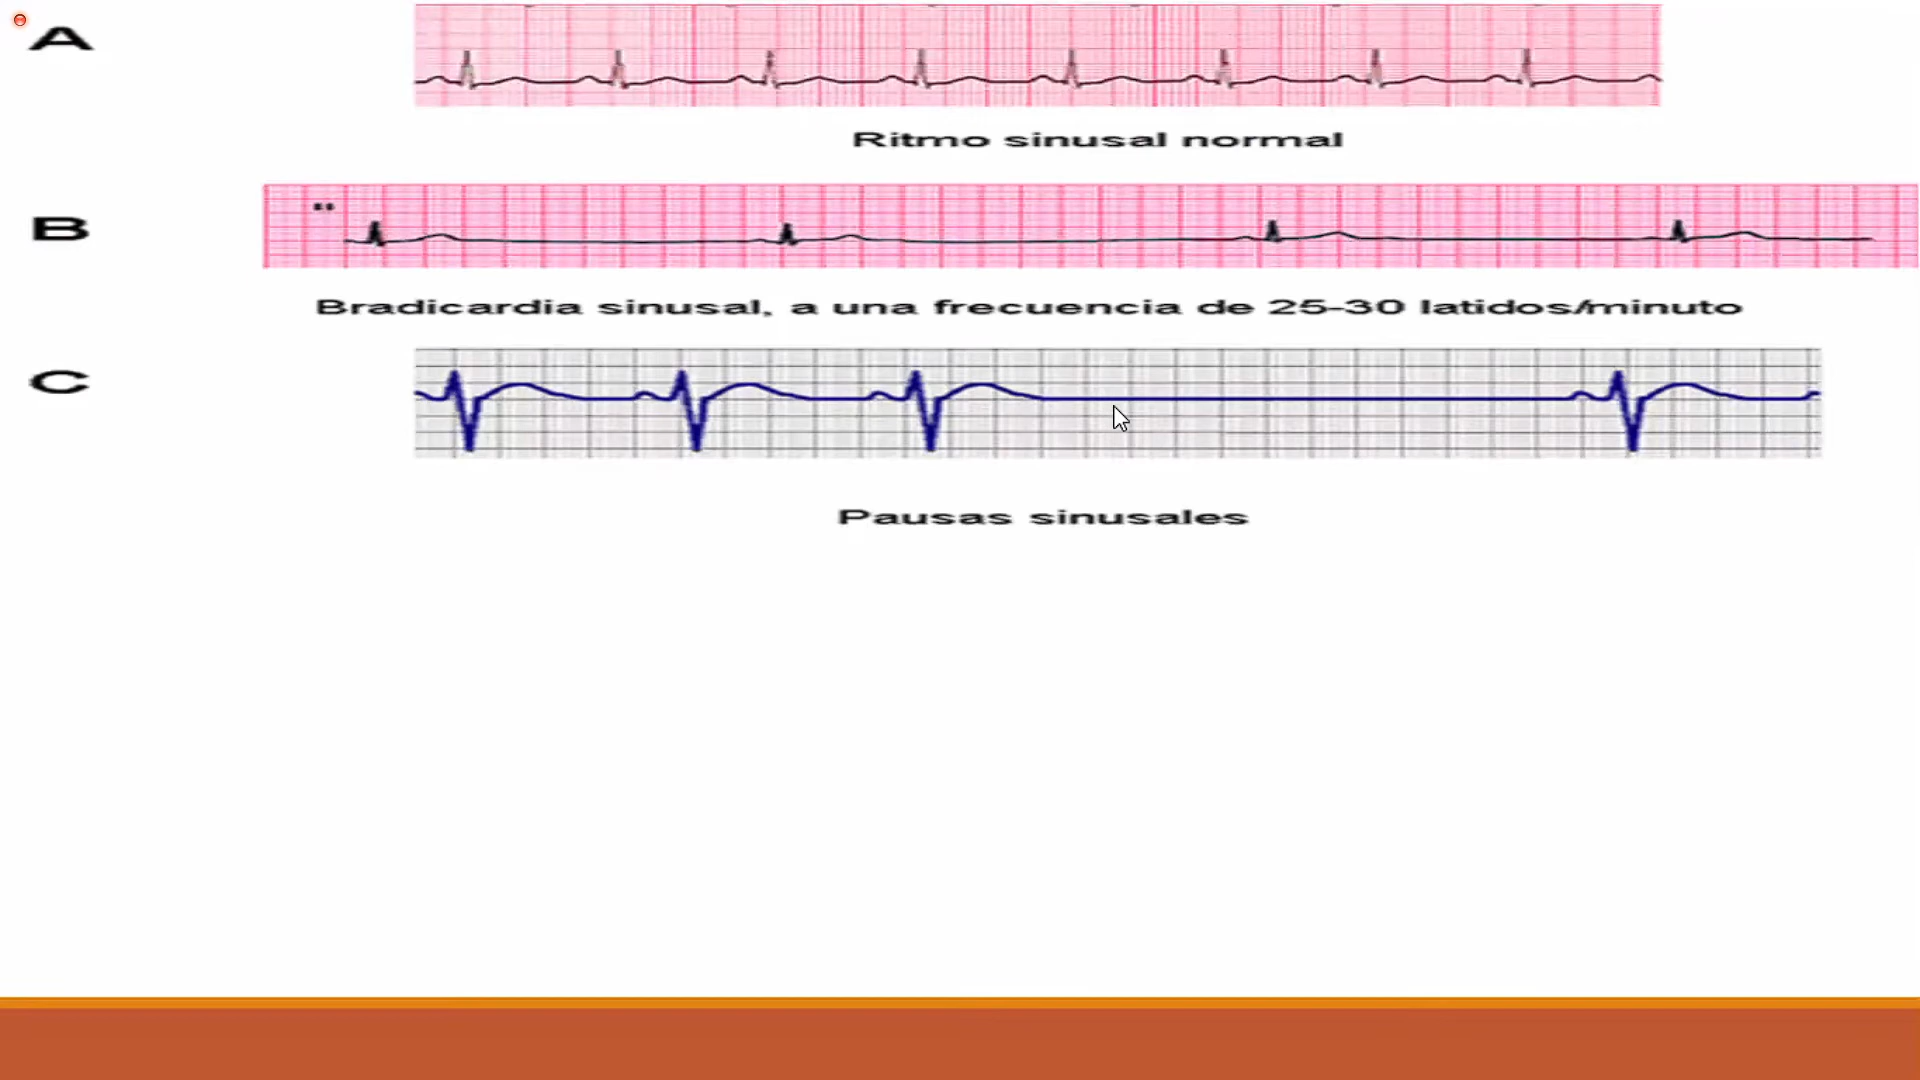 A
Ritmo sinusal normal
B
Bradicardia sinusal, a una frecuencia de 25-30 latidos/minuto
C
Pausas sinusales